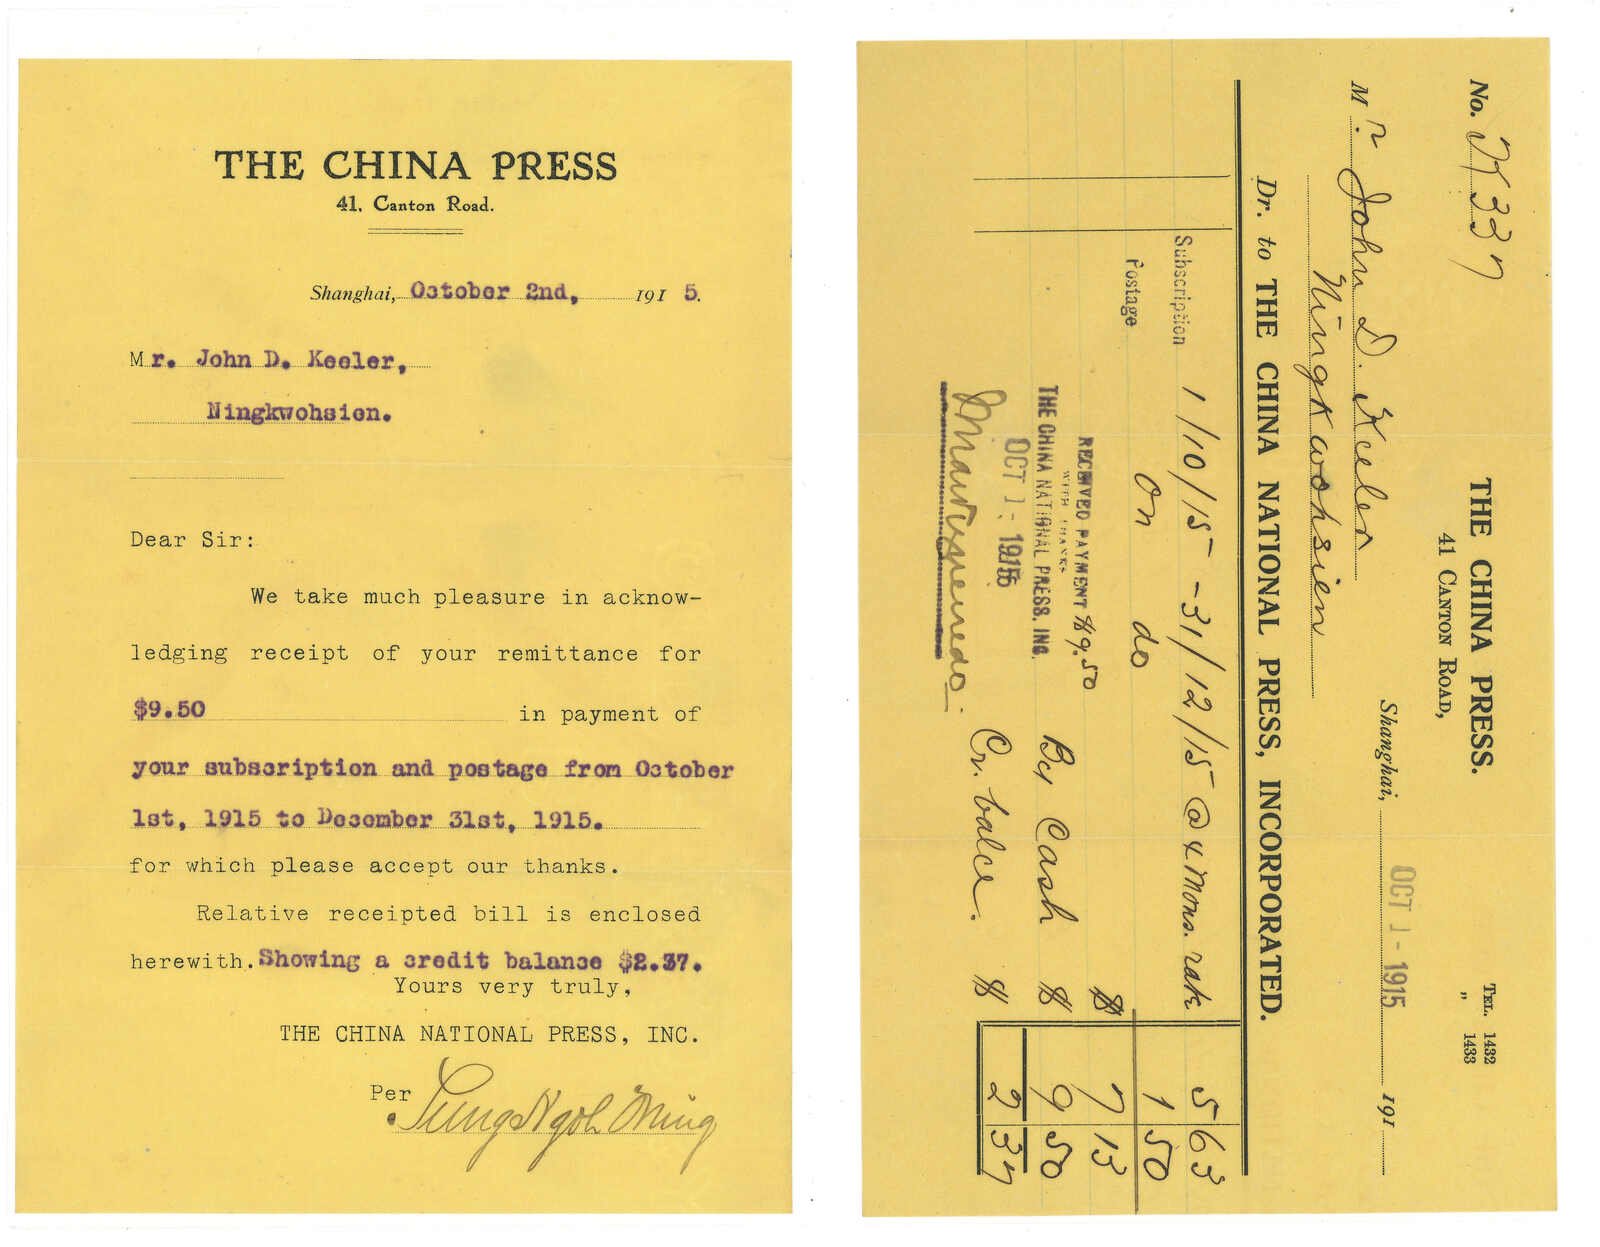 THE CHINA PRESS
41, Canton Road.
Shanghai, October 2nd, 1915.
Mr. John D. Keeler,
Ningkwohsien.
Dear Sir:
We take much pleasure in acknow-
ledging receipt of your remittance for
$9.50 in payment of
your subscription and postage from October
1st, 1915 to December 31st, 1915.
for which please accept our thanks.
Relative receipted bill is enclosed
herewith. Showing a credit balance $2.37.
Yours very truly,
THE CHINA NATIONAL PRESS, INC.
Per
THE CHINA PRESS.
41 CANTON ROAD,
TEL. 1432
" 1433
No. 337
Shanghai, OCT 1 - 1915 191
Mr. John D. Keeler
Ningkwohsien
Dr. to THE CHINA NATIONAL PRESS, INCORPORATED.
Subscription 1/10/15 - 31/12/15 @ 4 mons. rate 5 63
Postage on do 1 50
$ 7 13
RECEIVED PAYMENT $9.50
WITH THANKS
THE CHINA NATIONAL PRESS, INC.
OCT 1 - 1915
By Cash $ 9 50
Cr. balce. $ 2 37